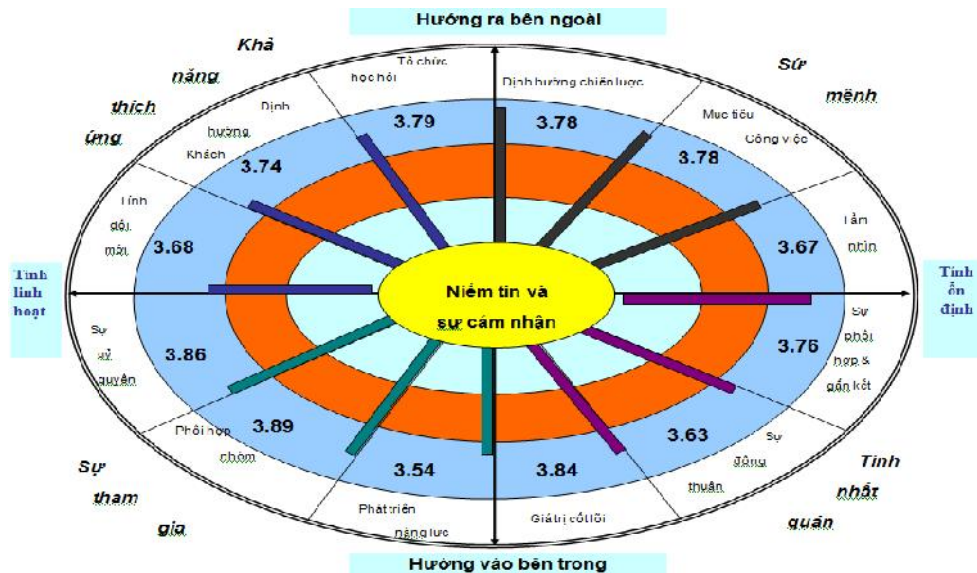 Hướng ra bên ngoài
Khả
năng
thích
ứng
Sứ
mệnh
Tổ chức
học hỏi
Định hướng chiến lược
Định
hướng
Khách
Mục tiêu
Công việc
3.79
3.78
3.74
3.78
Tính
đổi
mới
3.68
3.67
Tầm
nhìn
Tính
linh
hoạt
Niềm tin và
sự cảm nhận
Tính
ổn
định
Sự
uỷ
quyền
3.86
3.76
Sự
phối
hợp &
gắn kết
Phối hợp
nhóm
3.89
3.63
Sự
đồng
thuận
3.54
3.84
Sự
tham
gia
Tính
nhất
quán
Phát triển
năng lực
Giá trị cốt lõi
Hướng vào bên trong